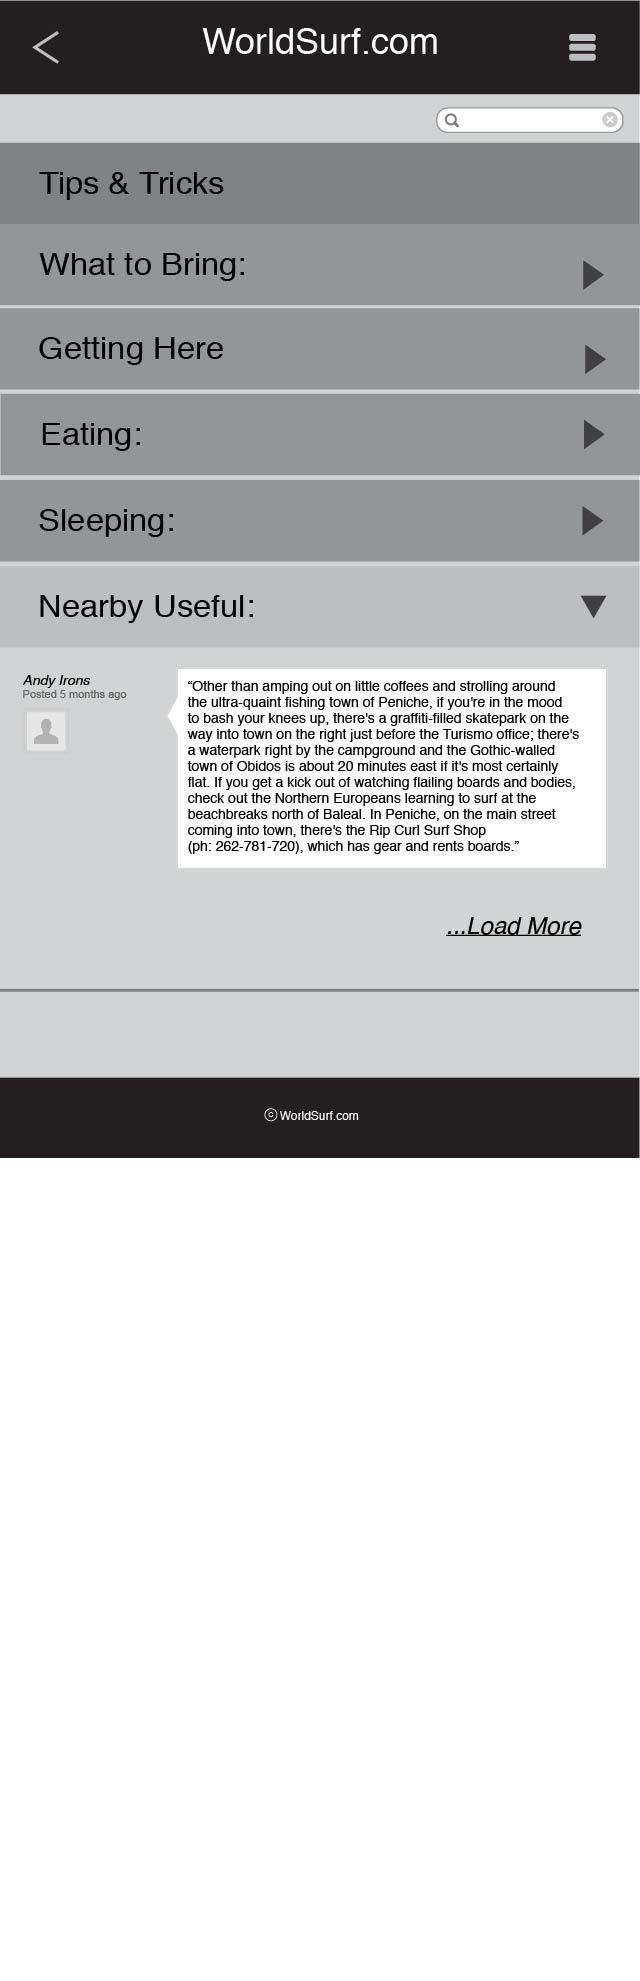 WorldSurf.com
Tips & Tricks
What to Bring:
Getting Here
Eating:
Sleeping:
Nearby Useful:
Andy Irons
Posted 5 months ago
“Other than amping out on little coffees and strolling around
the ultra-quaint fishing town of Peniche, if you're in the mood
to bash your knees up, there's a graffiti-filled skatepark on the
way into town on the right just before the Turismo office; there's
a waterpark right by the campground and the Gothic-walled
town of Obidos is about 20 minutes east if it's most certainly
flat. If you get a kick out of watching flailing boards and bodies,
check out the Northern Europeans learning to surf at the
beachbreaks north of Baleal. In Peniche, on the main street
coming into town, there's the Rip Curl Surf Shop
(ph: 262-781-720), which has gear and rents boards.”
...Load More
© WorldSurf.com